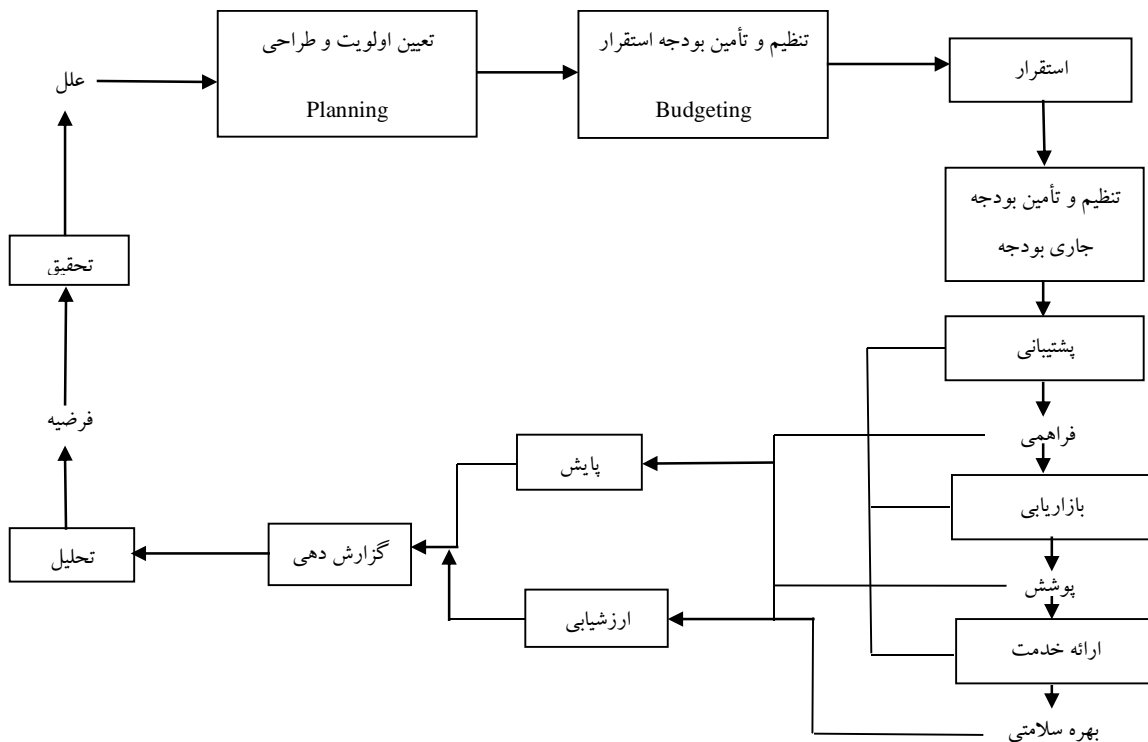 تعیین اولویت و طراحی
Planning
تنظیم و تأمین بودجه استقرار
Budgeting
استقرار
علل
تنظیم و تأمین بودجه
جاری بودجه
تحقیق
پشتیبانی
فرضیه
فراهمی
پایش
بازاریابی
گزارش دهی
تحلیل
پوشش
ارزشیابی
ارائه خدمت
بهره سلامتی